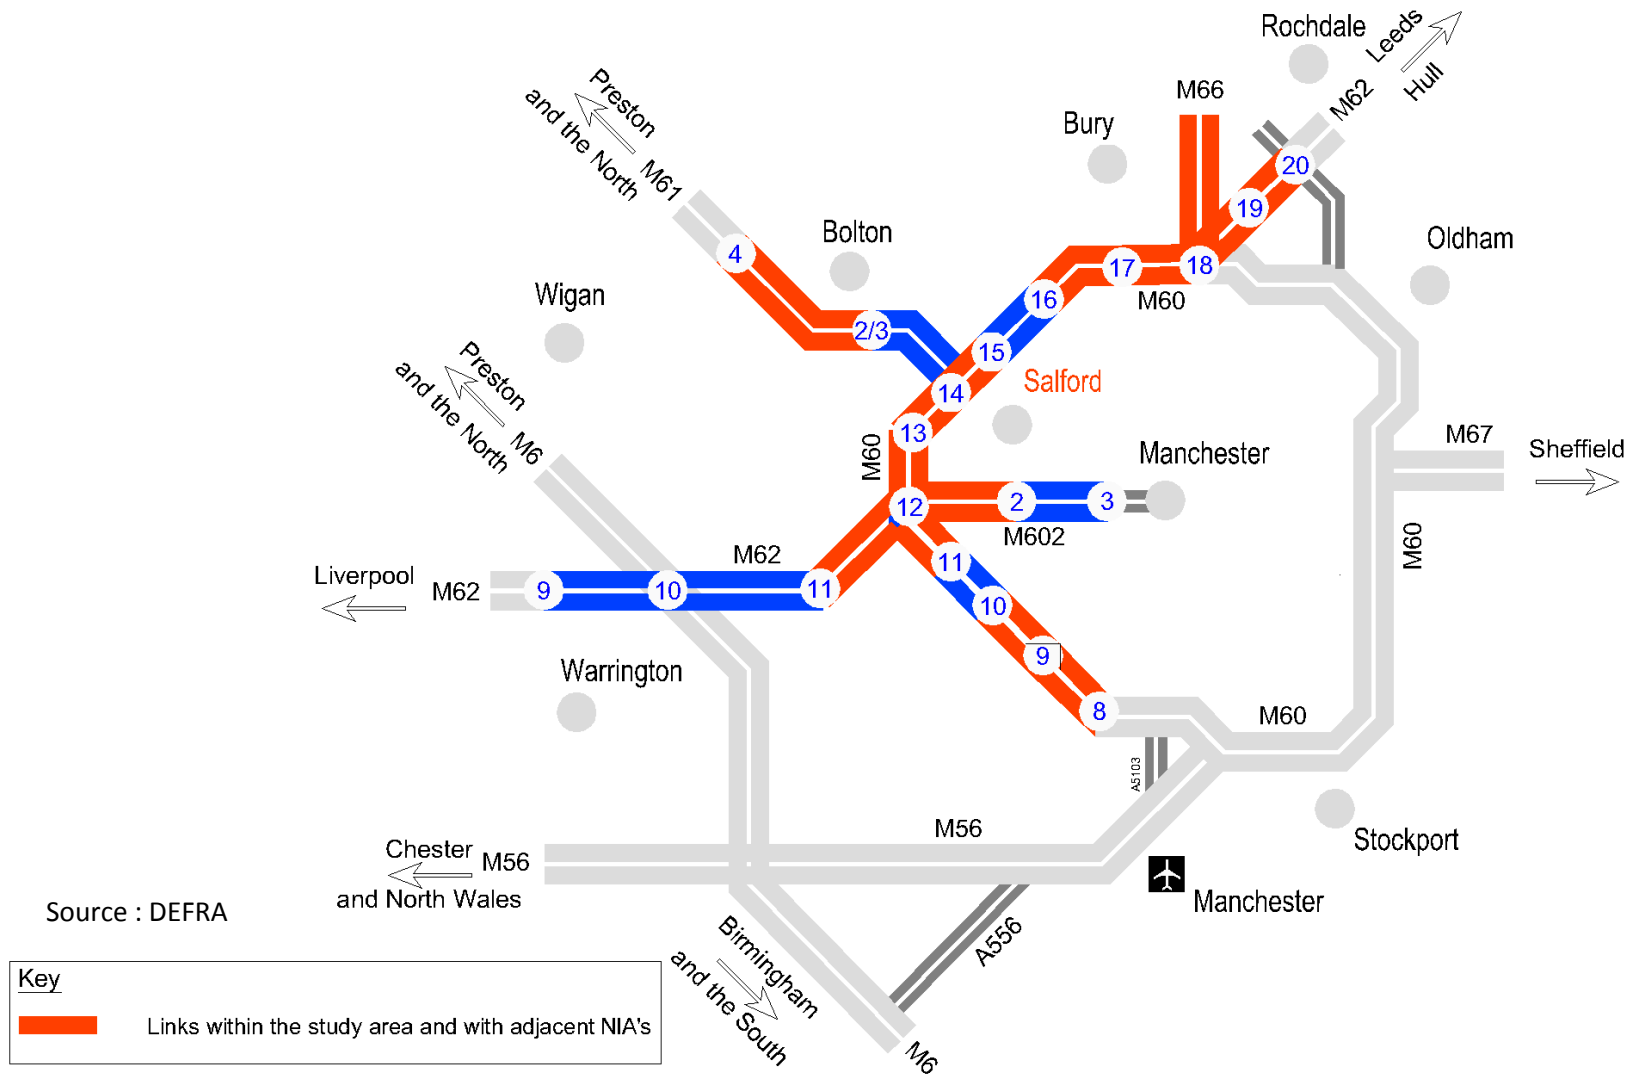 Rochdale
Leeds
Hull
M62
M66
Bury
Preston
and the North
M61
20
19
Bolton
4
Oldham
18
17
M60
16
Wigan
2/3
15
Preston
and the North
M6
14
Salford
13
M60
M67
Sheffield
Manchester
12
2
3
M602
M60
M62
11
Liverpool
M62
9
10
11
10
Warrington
9
8
M60
A5103
M56
Stockport
Chester
M56
and North Wales
Manchester
Source : DEFRA
Birmingham
and the South
A556
M6
Key
Links within the study area and with adjacent NIA's